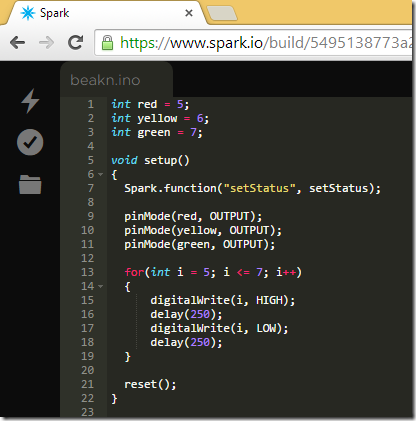 Spark
https://www.spark.io/build/5495138773a2
beakn.ino
1 int red = 5;
2 int yellow = 6;
3 int green = 7;
4
5 void setup()
6 {
7 Spark.function("setStatus", setStatus);
8
9 pinMode(red, OUTPUT);
10 pinMode(yellow, OUTPUT);
11 pinMode(green, OUTPUT);
12
13 for(int i = 5; i <= 7; i++)
14 {
15 digitalWrite(i, HIGH);
16 delay(250);
17 digitalWrite(i, LOW);
18 delay(250);
19 }
20
21 reset();
22 }
23